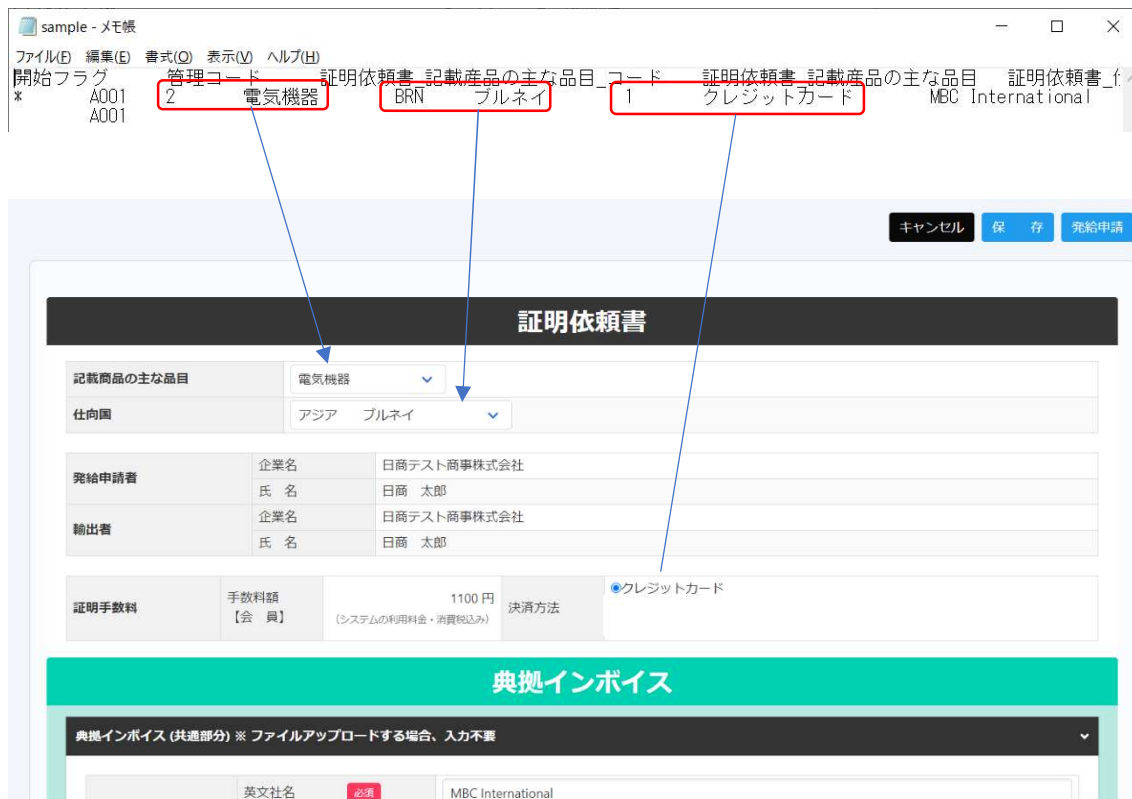 sample - メモ帳
ファイル(F) 編集(E) 書式(O) 表示(V) ヘルプ(H)
開始フラグ 管理コード 証明依頼書_記載産品の主な品目_コード 証明依頼書_記載産品の主な品目 証明依頼書_
* A001 2 電気機器 BRN ブルネイ 1 クレジットカード MBC International
A001
キャンセル 保 存 発給申請
証明依頼書
記載商品の主な品目 電気機器
仕向国 アジア ブルネイ
発給申請者 企業名 日商テスト商事株式会社
氏 名 日商 太郎
輸出者 企業名 日商テスト商事株式会社
氏 名 日商 太郎
証明手数料 手数料額 【会 員】 1100 円 (システムの利用料金・消費税込み) 決済方法 クレジットカード
典拠インボイス
典拠インボイス (共通部分) ※ ファイルアップロードする場合、入力不要
英文社名 必須 MBC International